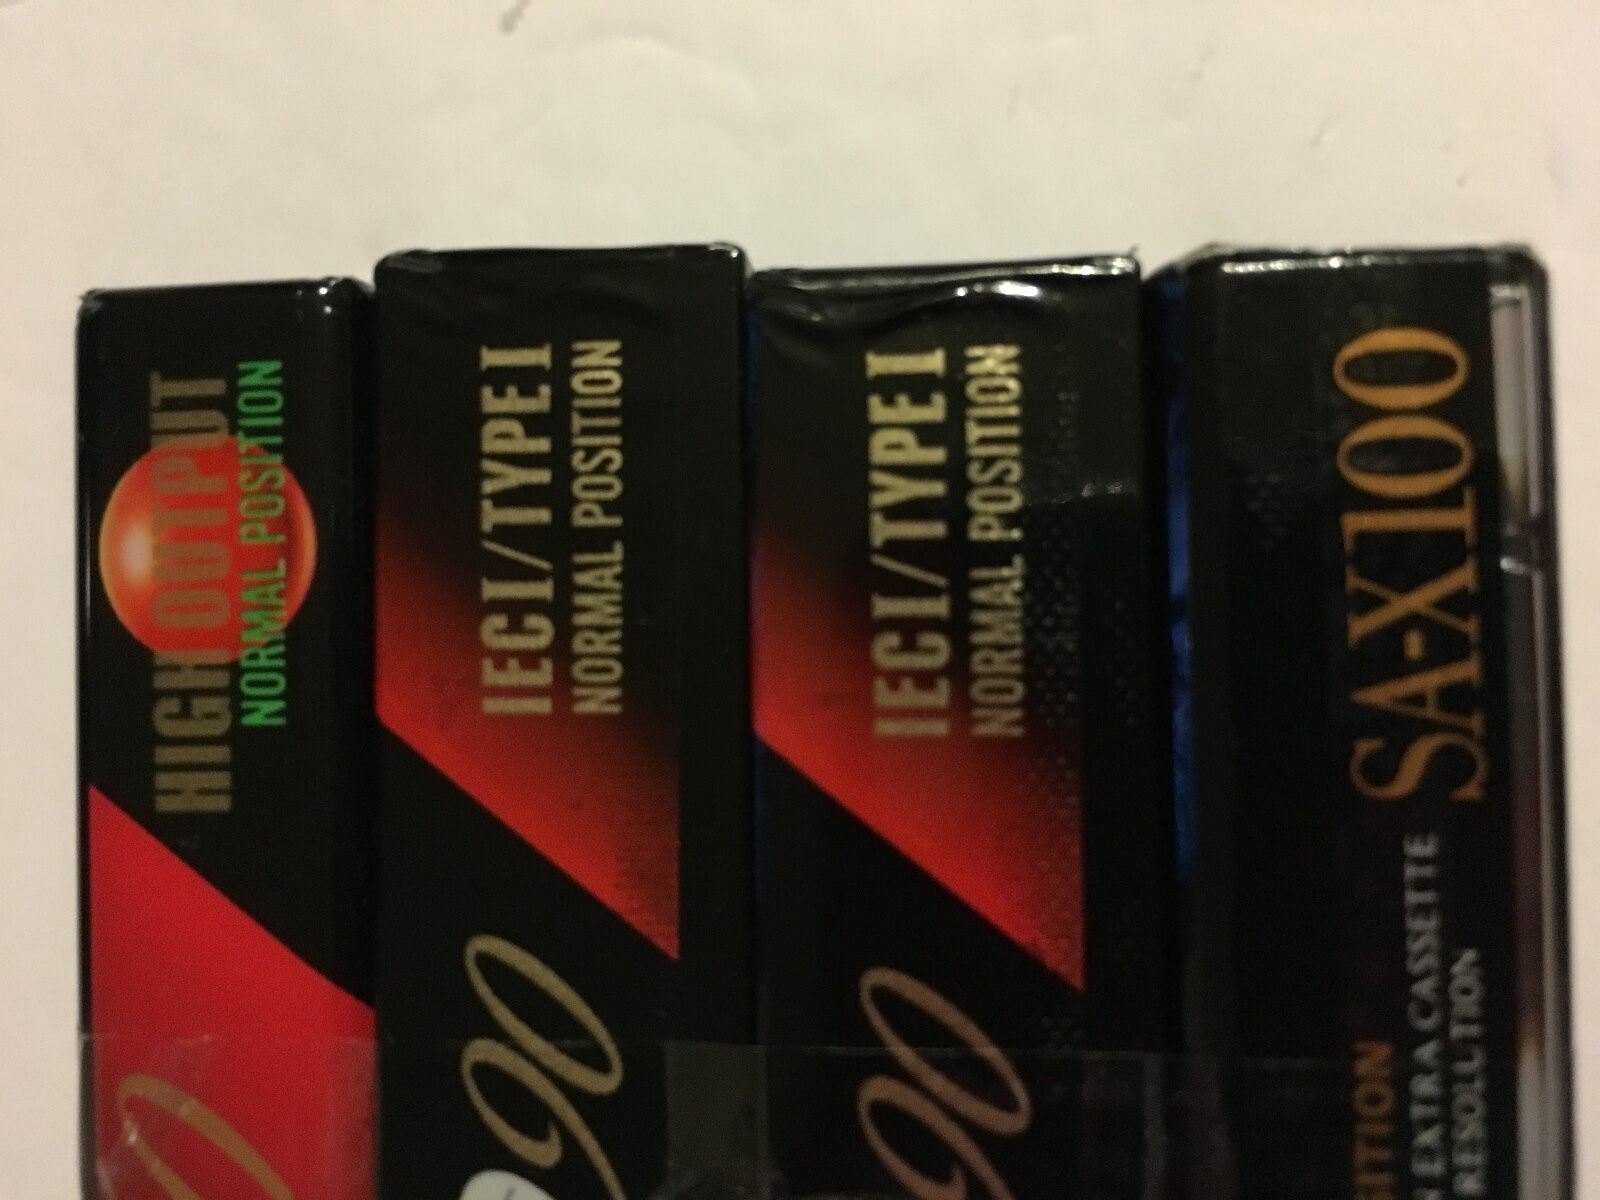 HIGH OUTPUT
NORMAL POSITION
IEC I/TYPE I
NORMAL POSITION
90
IEC I/TYPE I
NORMAL POSITION
90
SA-X100
EXTRA CASSETTE
RESOLUTION